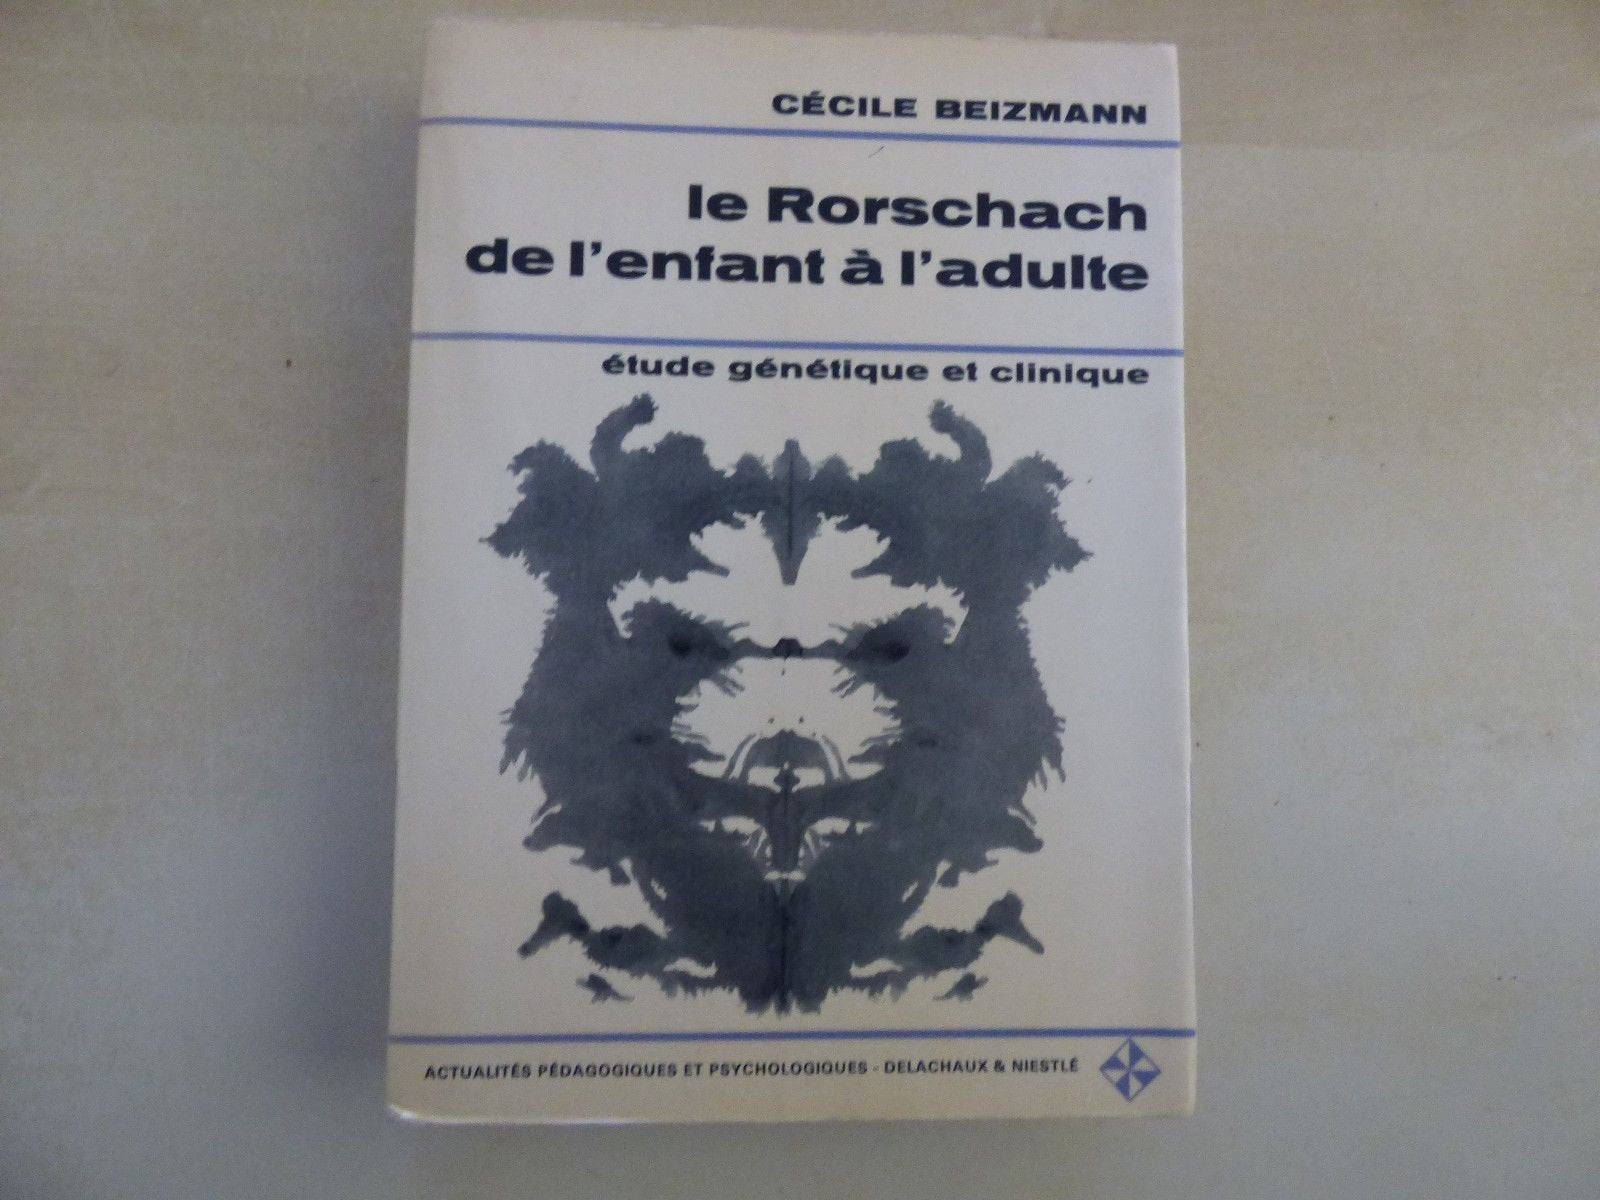 CÉCILE BEIZMANN
le Rorschach
de l'enfant à l'adulte
étude génétique et clinique
ACTUALITÉS PÉDAGOGIQUES ET PSYCHOLOGIQUES - DELACHAUX & NIESTLÉ